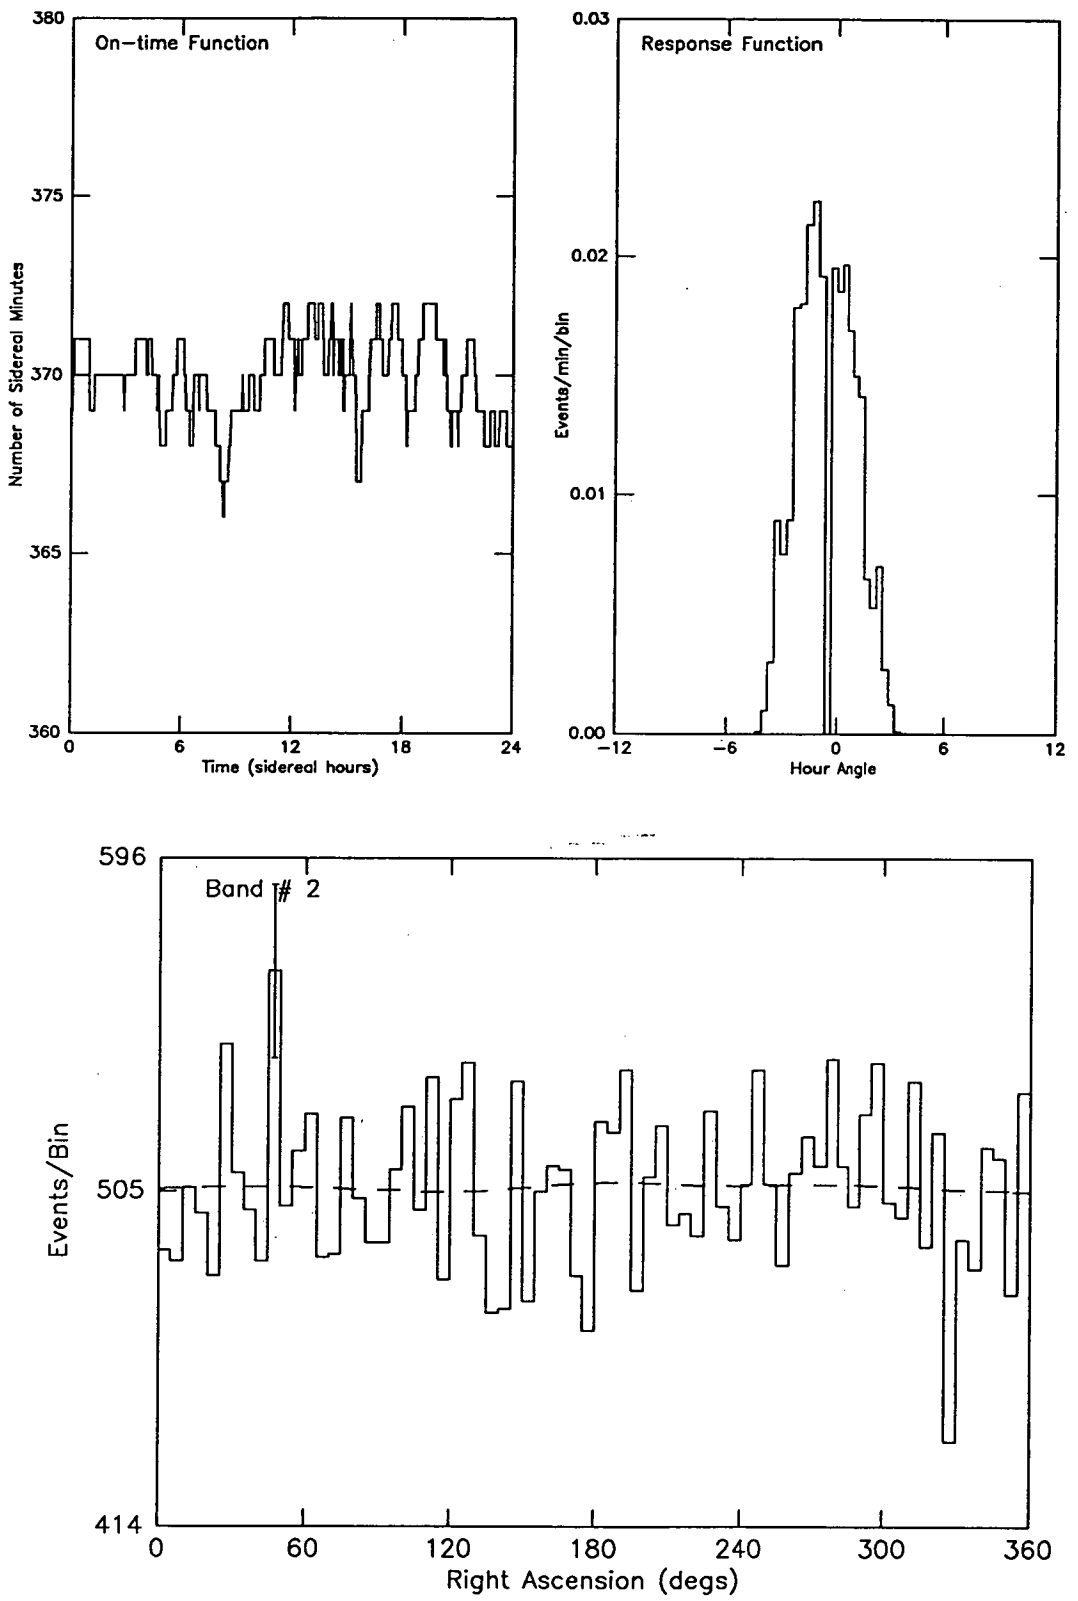 On-time Function
380
375
370
365
360
Number of Sidereal Minutes
0 6 12 18 24
Time (sidereal hours)
Response Function
0.03
0.02
0.01
0.00
Events/min/bin
-12 -6 0 6 12
Hour Angle
Band # 2
596
505
414
Events/Bin
0 60 120 180 240 300 360
Right Ascension (degs)